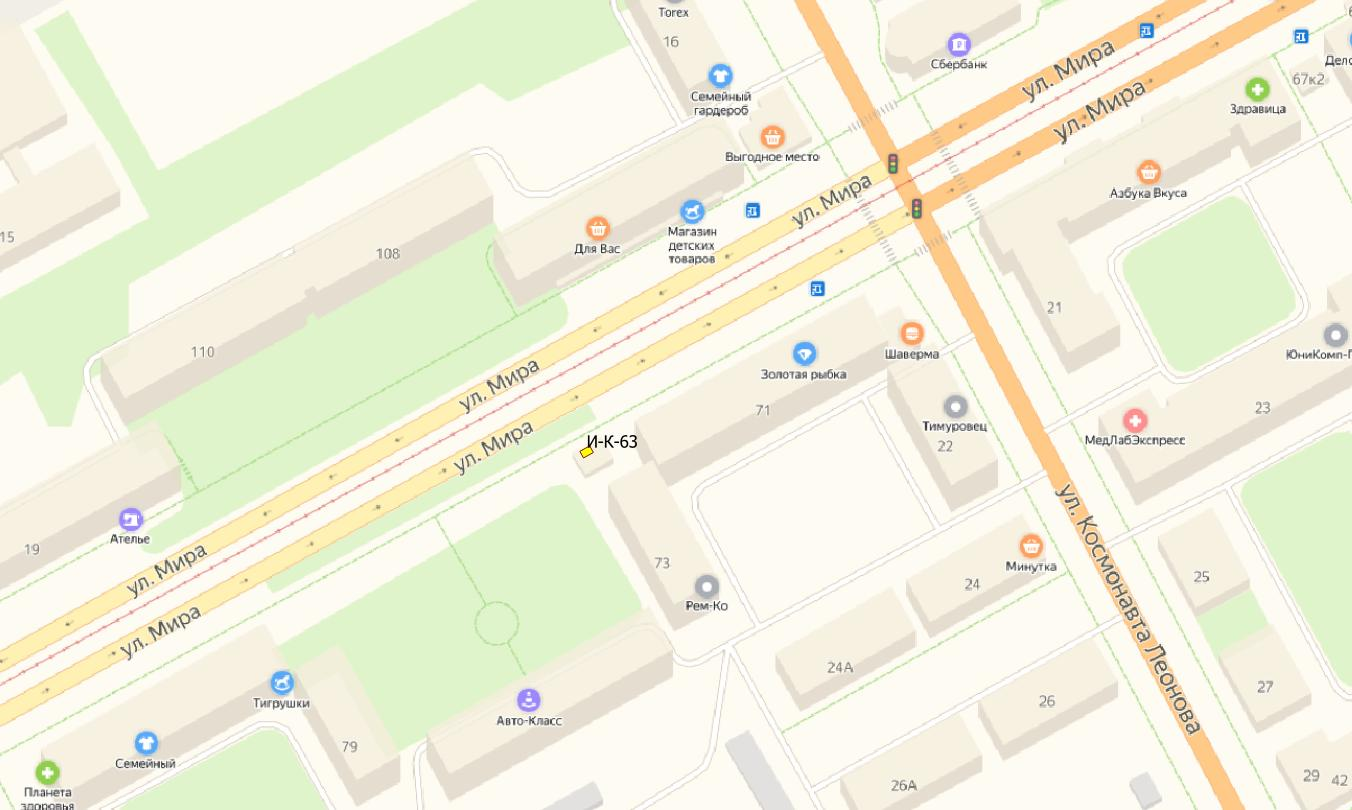 Torex
16
Сбербанк
ул. Мира
ул. Мира
67к2
Здравица
Семейный
гардероб
Выгодное место
Азбука Вкуса
ул. Мира
15
108
Для Вас
Магазин
детских
товаров
21
110
Шаверма
Золотая рыбка
71
ул. Мира
ул. Мира
И-К-63
Тимуровец
22
МедЛабЭкспресс
23
Ателье
19
ул. Мира
ул. Мира
73
Рем-Ко
Минутка
24
25
ул. Космонавта Леонова
24А
26
27
Тигрушки
Авто-Класс
79
Семейный
Планета
здоровья
26А
29
42